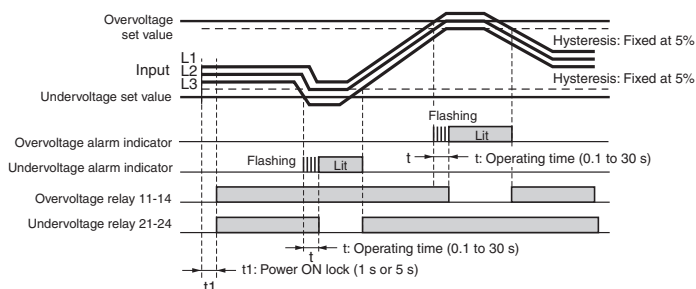 Overvoltage
set value
Hysteresis: Fixed at 5%
L1
Input L2
L3
Hysteresis: Fixed at 5%
Undervoltage set value
Flashing
Overvoltage alarm indicator
Lit
t
t: Operating time (0.1 to 30 s)
Flashing
Undervoltage alarm indicator
Lit
Overvoltage relay 11-14
Undervoltage relay 21-24
t
t: Operating time (0.1 to 30 s)
t1: Power ON lock (1 s or 5 s)
t1